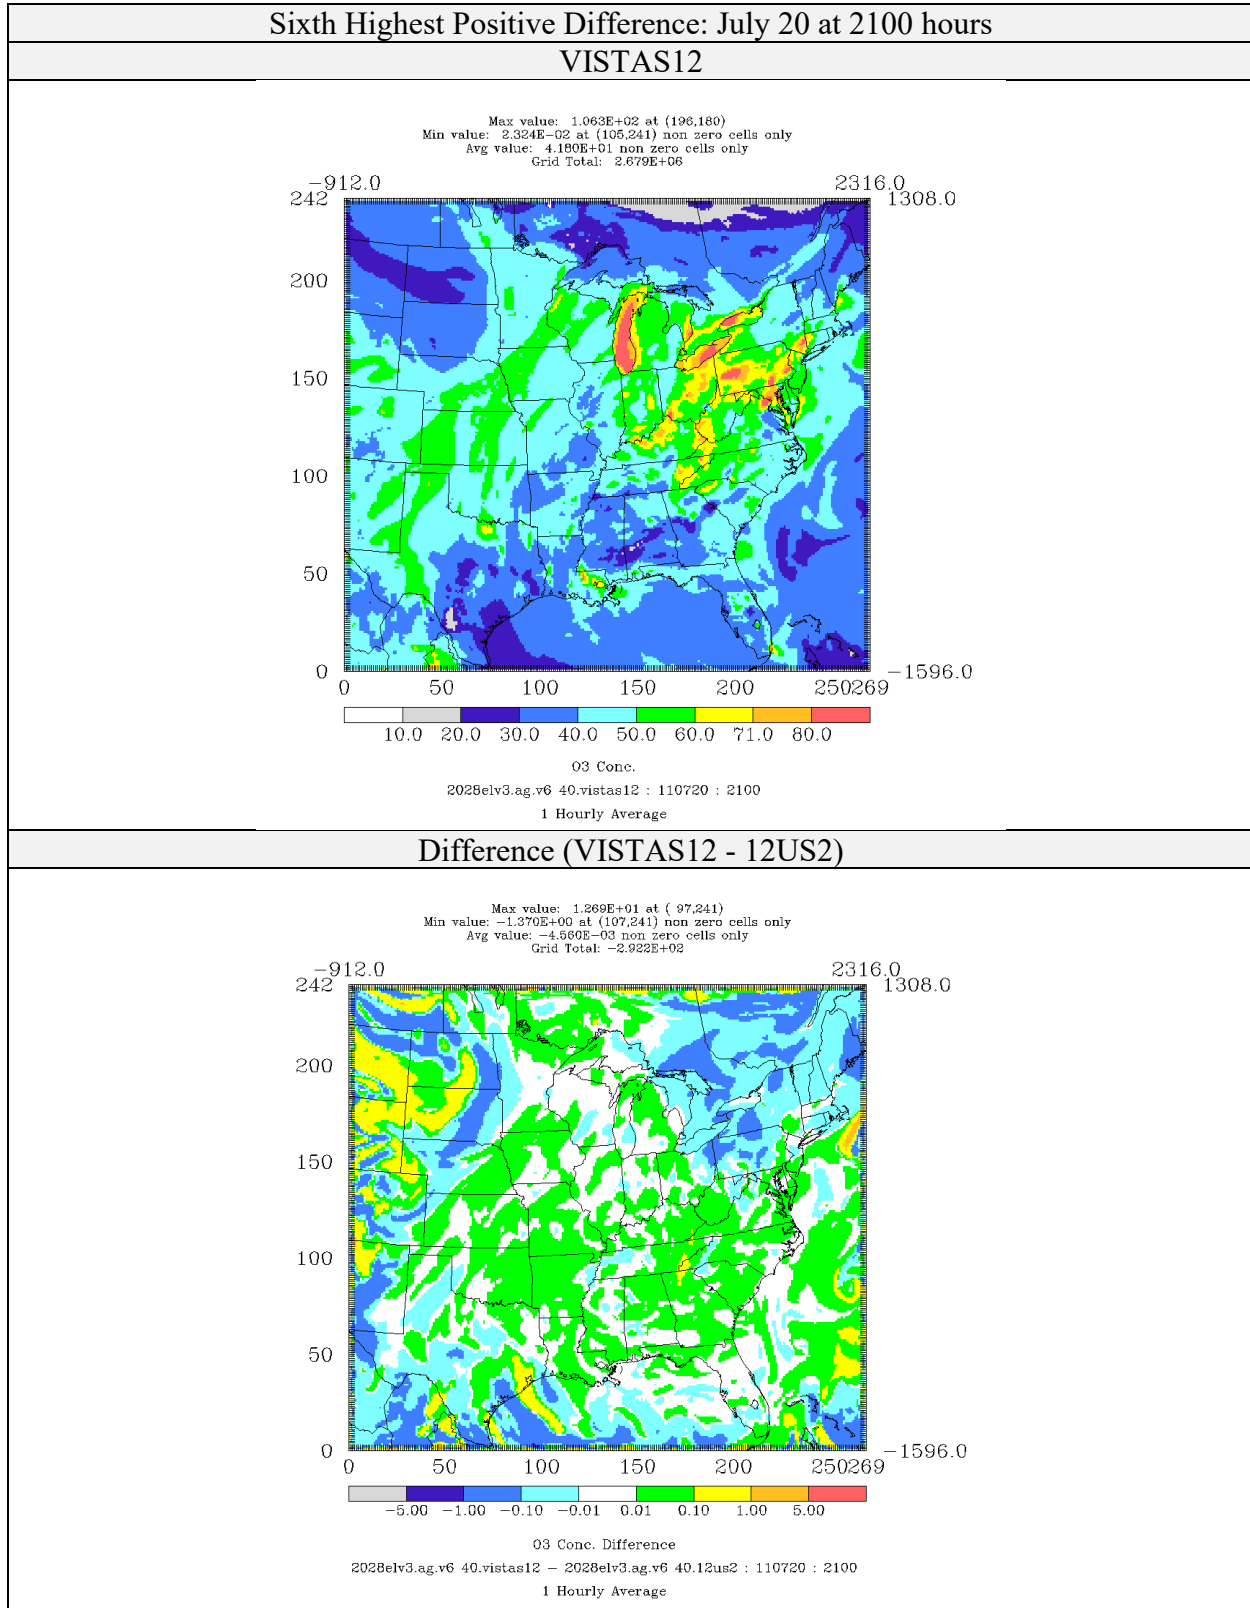 Sixth Highest Positive Difference: July 20 at 2100 hours
VISTAS12
Max value: 1.063E+02 at (196,180)
Min value: 2.324E-02 at (105,241) non zero cells only
Avg value: 4.180E+01 non zero cells only
Grid Total: 2.679E+06
-912.0 2316.0
242 1308.0
200
150
100
50
0 -1596.0
0 50 100 150 200 250269
10.0 20.0 30.0 40.0 50.0 60.0 71.0 80.0
O3 Conc.
2028elv3.ag.v6 40.vistas12 : 110720 : 2100
1 Hourly Average
Difference (VISTAS12 - 12US2)
Max value: 1.269E+01 at ( 97,241)
Min value: -1.370E+00 at (107,241) non zero cells only
Avg value: -4.560E-03 non zero cells only
Grid Total: -2.922E+02
-912.0 2316.0
242 1308.0
200
150
100
50
0 -1596.0
0 50 100 150 200 250269
-5.00 -1.00 -0.10 -0.01 0.01 0.10 1.00 5.00
O3 Conc. Difference
2028elv3.ag.v6 40.vistas12 - 2028elv3.ag.v6 40.12us2 : 110720 : 2100
1 Hourly Average